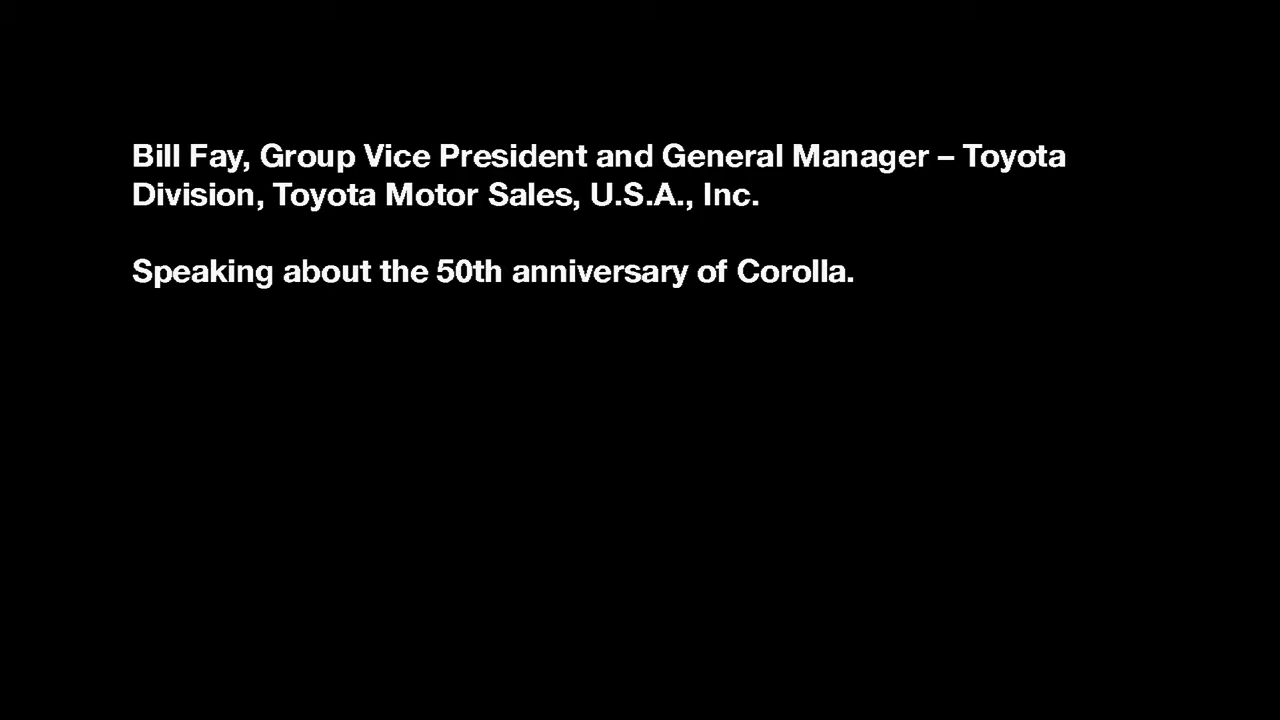 Bill Fay, Group Vice President and General Manager – Toyota
Division, Toyota Motor Sales, U.S.A., Inc.
Speaking about the 50th anniversary of Corolla.